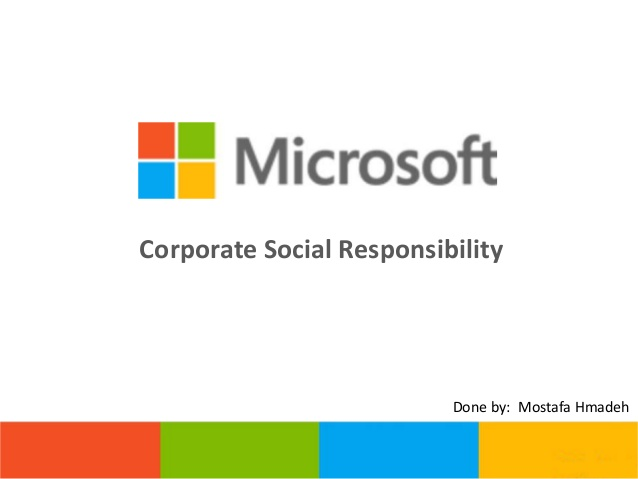 Microsoft
Corporate Social Responsibility
Done by: Mostafa Hmadeh